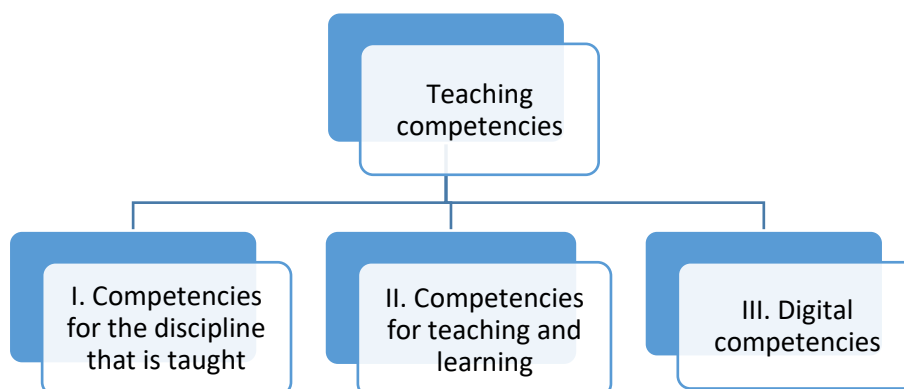 Teaching
competencies
I. Competencies
for the discipline
that is taught
II. Competencies
for teaching and
learning
III. Digital
competencies